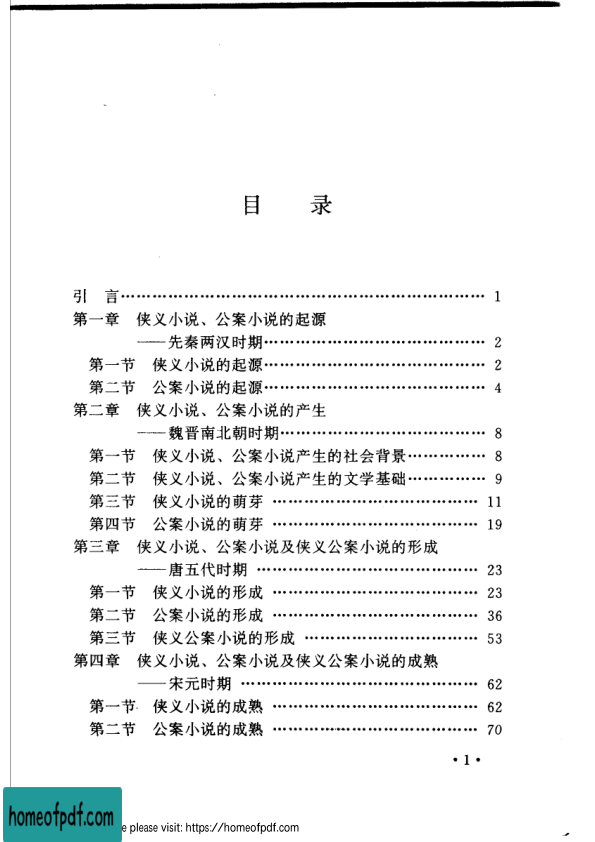 目 录
引 言……………………………………………………………… 1
第一章 侠义小说、公案小说的起源
——先秦两汉时期…………………………………… 2
第一节 侠义小说的起源…………………………………… 2
第二节 公案小说的起源…………………………………… 4
第二章 侠义小说、公案小说的产生
——魏晋南北朝时期………………………………… 8
第一节 侠义小说、公案小说产生的社会背景………… 8
第二节 侠义小说、公案小说产生的文学基础………… 9
第三节 侠义小说的萌芽 ………………………………… 11
第四节 公案小说的萌芽 ………………………………… 19
第三章 侠义小说、公案小说及侠义公案小说的形成
——唐五代时期 …………………………………… 23
第一节 侠义小说的形成 ………………………………… 23
第二节 公案小说的形成 ………………………………… 36
第三节 侠义公案小说的形成 …………………………… 53
第四章 侠义小说、公案小说及侠义公案小说的成熟
——宋元时期 ……………………………………… 62
第一节 侠义小说的成熟 ………………………………… 62
第二节 公案小说的成熟 ………………………………… 70
·1·
homeofpdf.com
please visit: https://homeofpdf.com